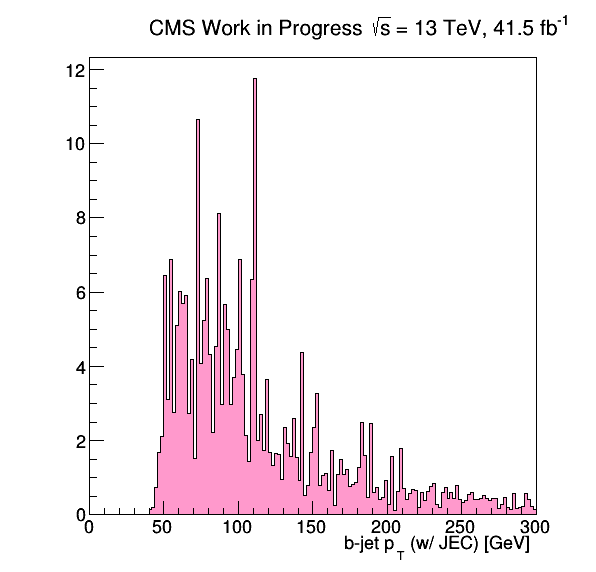 CMS Work in Progress √s = 13 TeV, 41.5 fb⁻¹
12
10
8
6
4
2
0
0 50 100 150 200 250 300
b-jet p_T (w/ JEC) [GeV]